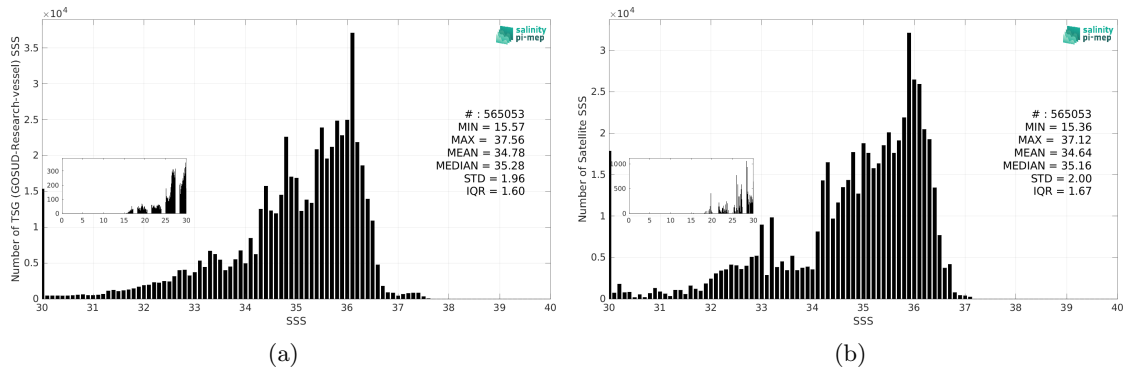 ×10⁴
3.5
3
2.5
2
1.5
1
0.5
0
Number of TSG (GOSUD-Research-vessel) SSS
salinity
pi-mep
# : 565053
MIN = 15.57
MAX = 37.56
MEAN = 34.78
MEDIAN = 35.28
STD = 1.96
IQR = 1.60
300
200
100
0
0 5 10 15 20 25 30
30 31 32 33 34 35 36 37 38 39 40
SSS
(a)
×10⁴
3
2.5
2
1.5
1
0.5
0
Number of Satellite SSS
salinity
pi-mep
# : 565053
MIN = 15.36
MAX = 37.12
MEAN = 34.64
MEDIAN = 35.16
STD = 2.00
IQR = 1.67
1000
500
0
0 5 10 15 20 25 30
30 31 32 33 34 35 36 37 38 39 40
SSS
(b)